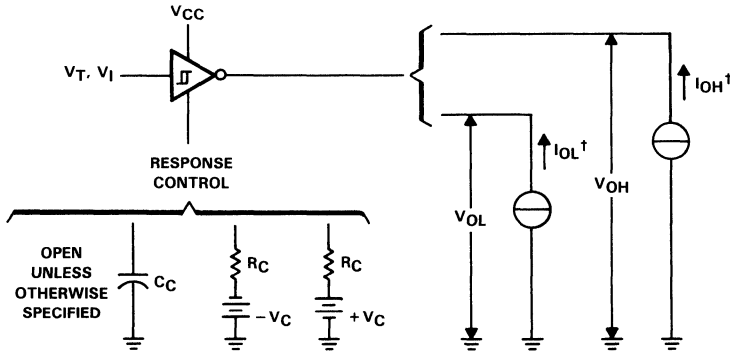 VCC
VT, VI
IOH†
IOL†
RESPONSE
CONTROL
VOH
VOL
OPEN
UNLESS
OTHERWISE
SPECIFIED
CC
RC
RC
– VC
+ VC